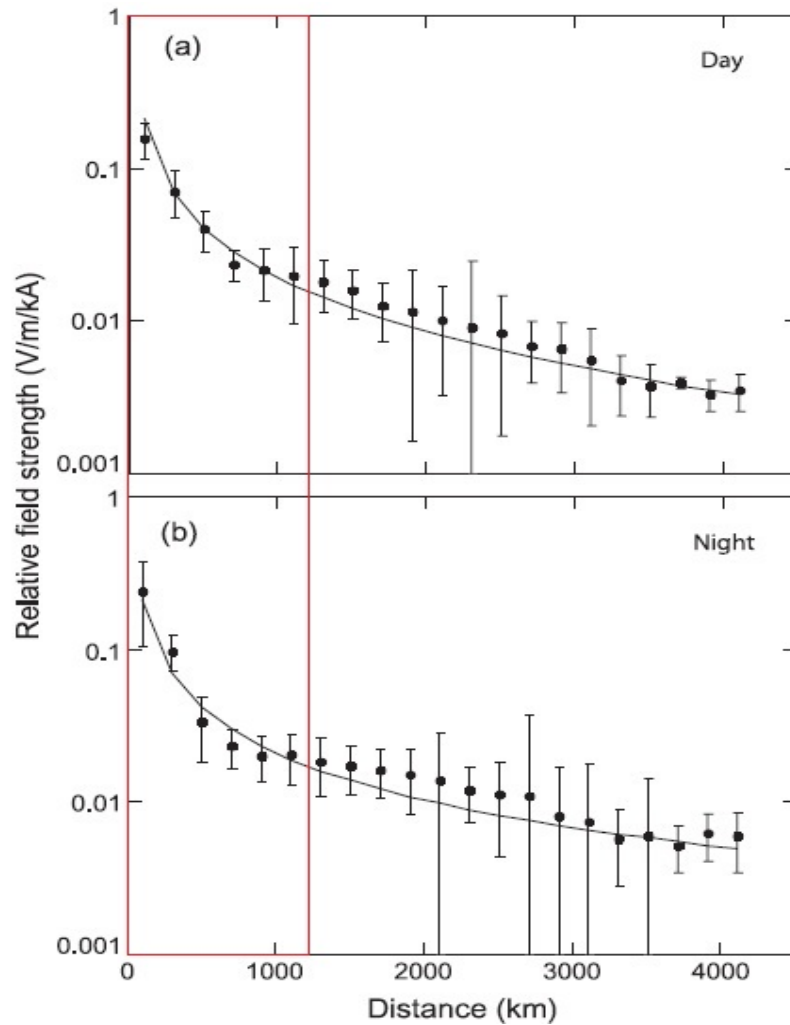 1
(a)
Day
0.1
0.01
0.001
Relative field strength (V/m/kA)
1
(b)
Night
0.1
0.01
0.001
0
1000
2000
3000
4000
Distance (km)